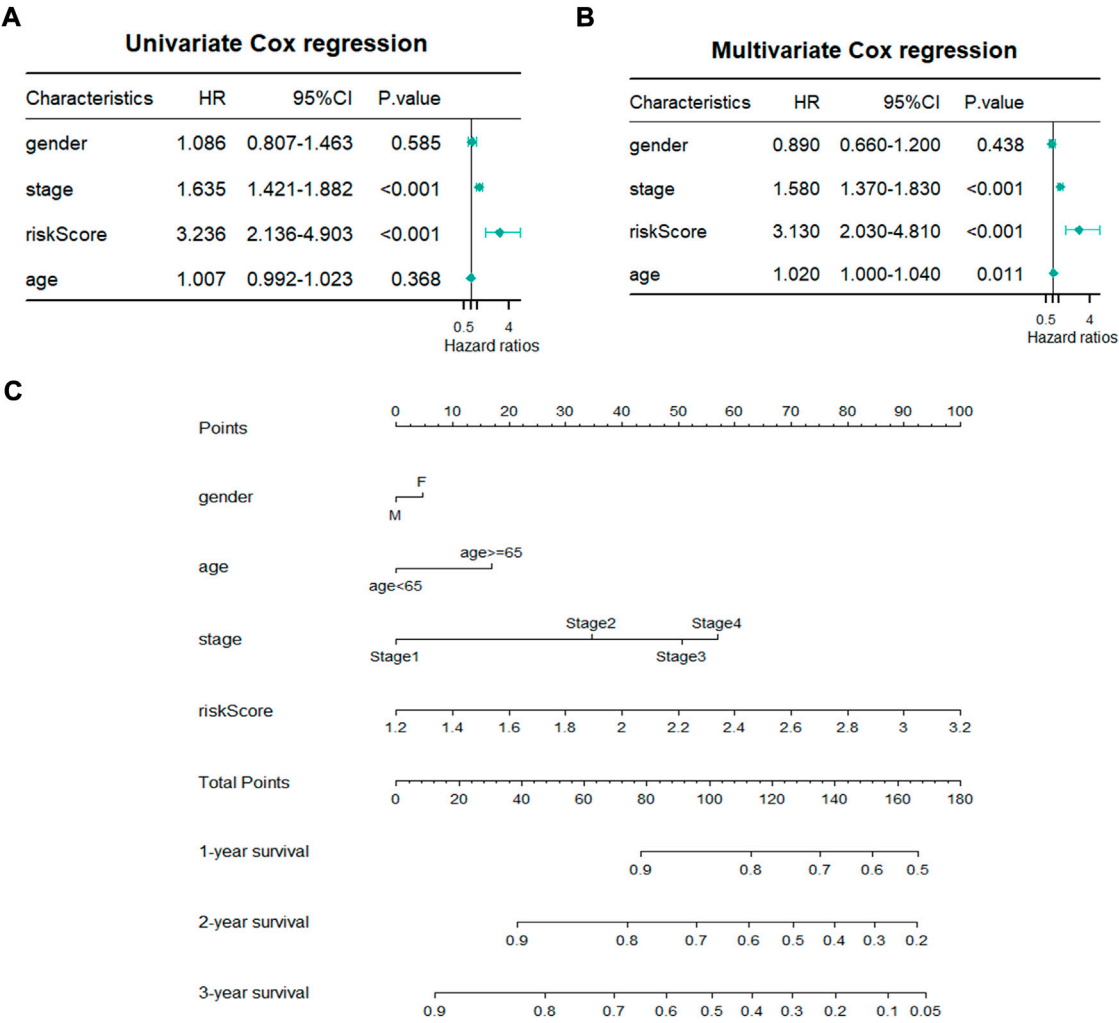 A
Univariate Cox regression
Characteristics HR 95%CI P.value
gender 1.086 0.807-1.463 0.585
stage 1.635 1.421-1.882 <0.001
riskScore 3.236 2.136-4.903 <0.001
age 1.007 0.992-1.023 0.368
0.5 4
Hazard ratios
B
Multivariate Cox regression
Characteristics HR 95%CI P.value
gender 0.890 0.660-1.200 0.438
stage 1.580 1.370-1.830 <0.001
riskScore 3.130 2.030-4.810 <0.001
age 1.020 1.000-1.040 0.011
0.5 4
Hazard ratios
C
0 10 20 30 40 50 60 70 80 90 100
Points
F
gender
M
age>=65
age
age<65
Stage2 Stage4
stage
Stage1 Stage3
riskScore
1.2 1.4 1.6 1.8 2 2.2 2.4 2.6 2.8 3 3.2
Total Points
0 20 40 60 80 100 120 140 160 180
1-year survival
0.9 0.8 0.7 0.6 0.5
2-year survival
0.9 0.8 0.7 0.6 0.5 0.4 0.3 0.2
3-year survival
0.9 0.8 0.7 0.6 0.5 0.4 0.3 0.2 0.1 0.05